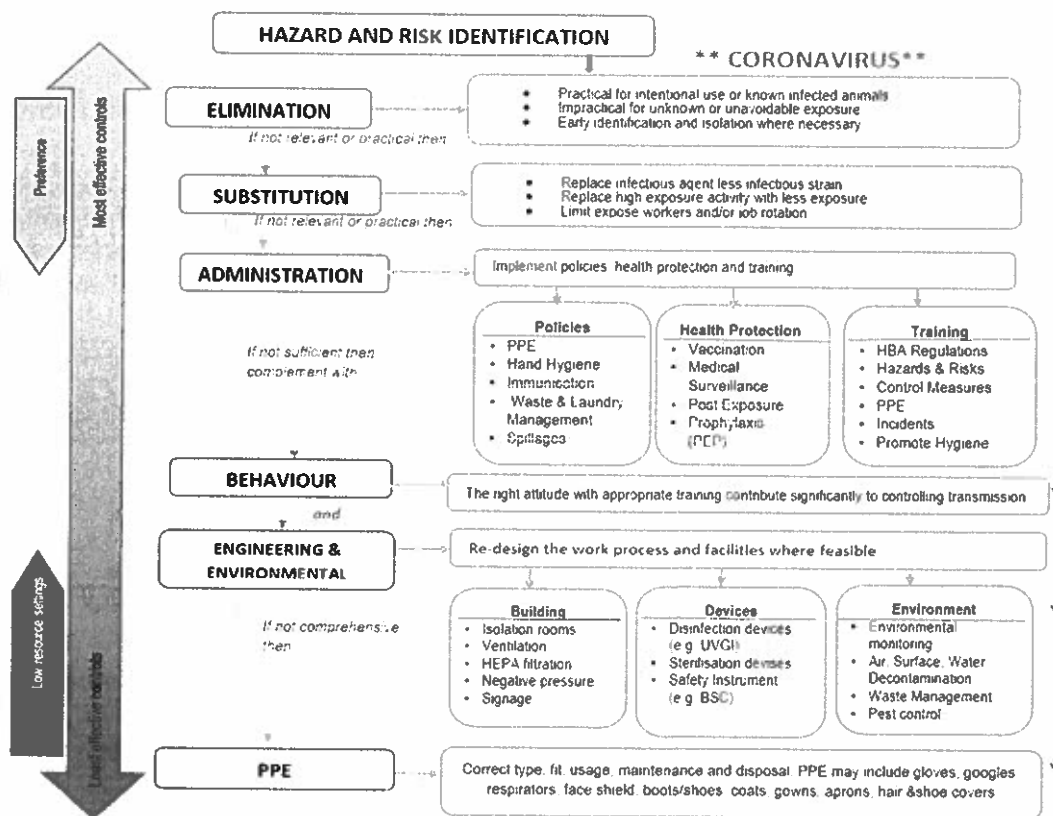 HAZARD AND RISK IDENTIFICATION
** CORONAVIRUS**
Preference
Most effective controls
ELIMINATION
• Practical for intentional use or known infected animals
• Impractical for unknown or unavoidable exposure
• Early identification and isolation where necessary
If not relevant or practical then
SUBSTITUTION
• Replace infectious agent less infectious strain
• Replace high exposure activity with less exposure
• Limit expose workers and/or job rotation
If not relevant or practical then
ADMINISTRATION
Implement policies health protection and training
If not sufficient then
complement with
Policies
• PPE
• Hand Hygiene
• Immunication
• Waste & Laundry
Management
• Spillages
Health Protection
• Vaccination
• Medical
Surveillance
• Post Exposure
• Prophylaxis
(PEP)
Training
• HBA Regulations
• Hazards & Risks
• Control Measures
• PPE
• Incidents
• Promote Hygiene
BEHAVIOUR
The right attitude with appropriate training contribute significantly to controlling transmission
and
ENGINEERING &
ENVIRONMENTAL
Re-design the work process and facilities where feasible
If not comprehensive
then
Building
• Isolation rooms
• Ventilation
• HEPA filtration
• Negative pressure
• Signage
Devices
• Disinfection devices
(e.g. UVGI)
• Sterilisation devises
• Safety Instrument
(e.g. BSC)
Environment
• Environmental
monitoring
• Air, Surface, Water
Decontamination
• Waste Management
• Pest control
Low resource settings
Least effective controls
PPE
Correct type, fit, usage, maintenance and disposal. PPE may include gloves, googles
respirators, face shield, boots/shoes, coats, gowns, aprons, hair &shoe covers